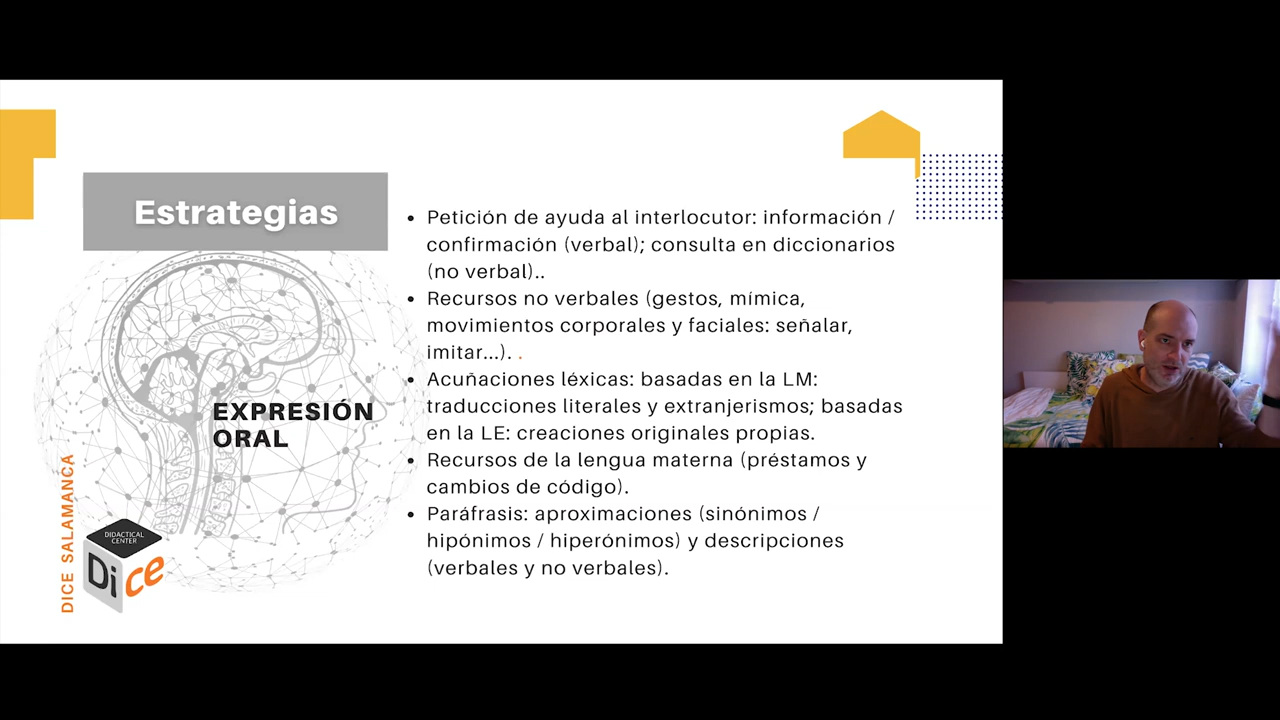 Estrategias
EXPRESIÓN
ORAL
DICE SALAMANCA
DIDACTICAL
CENTER
Dice
• Petición de ayuda al interlocutor: información /
confirmación (verbal); consulta en diccionarios
(no verbal)..
• Recursos no verbales (gestos, mímica,
movimientos corporales y faciales: señalar,
imitar...). .
• Acuñaciones léxicas: basadas en la LM:
traducciones literales y extranjerismos; basadas
en la LE: creaciones originales propias.
• Recursos de la lengua materna (préstamos y
cambios de código).
• Paráfrasis: aproximaciones (sinónimos /
hipónimos / hiperónimos) y descripciones
(verbales y no verbales).